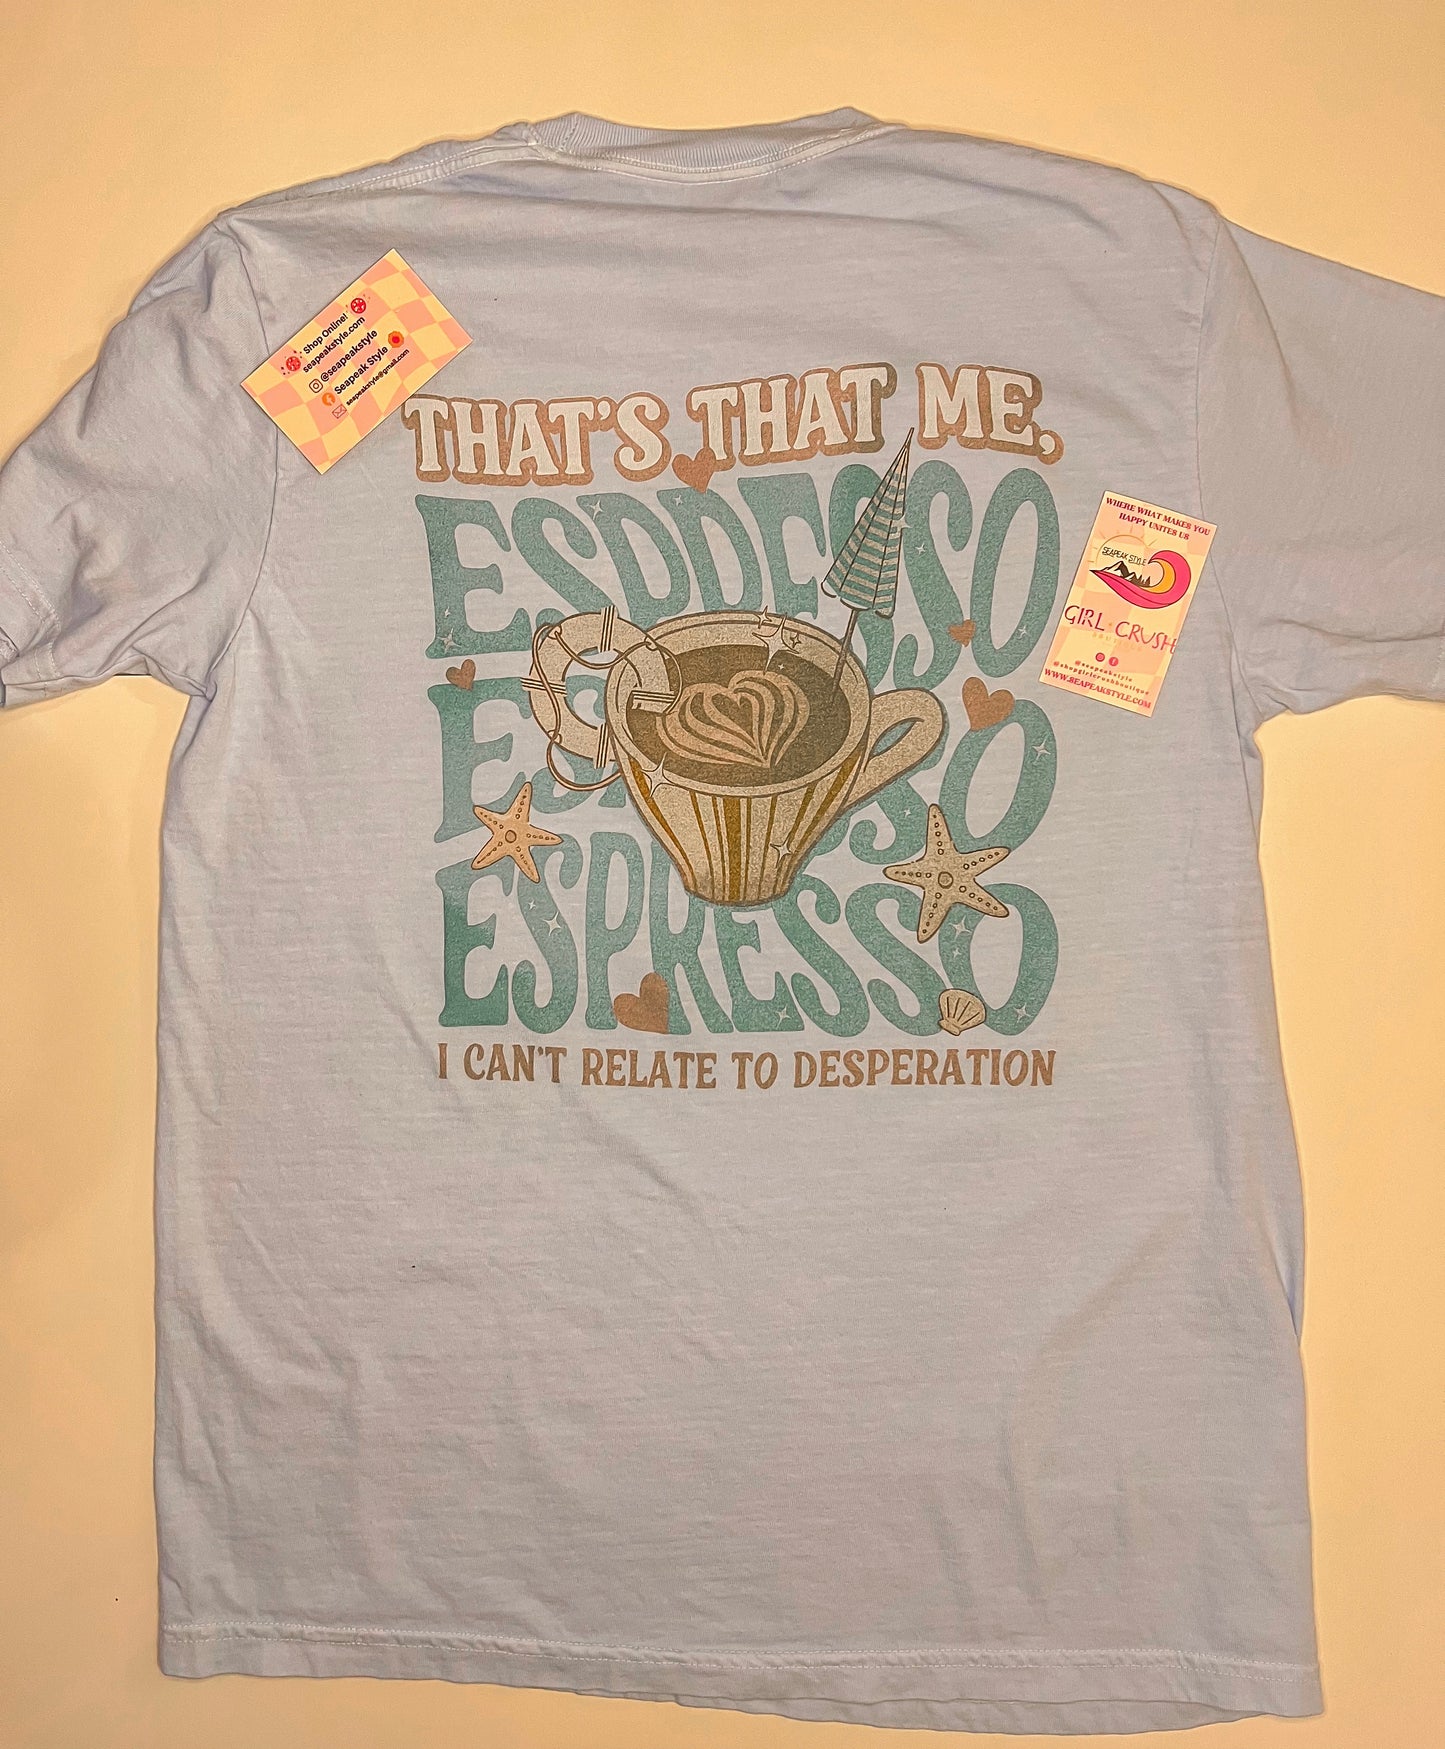 Shop Online!
seapeakstyle.com
@seapeakstyle
Seapeak Style
seapeakstyle@gmail.com
THAT'S THAT ME,
ESPRESSO
ESPRESSO
ESPRESSO
I CAN'T RELATE TO DESPERATION
WHERE WHAT MAKES YOU
HAPPY UNITES US
SEAPEAK STYLE
GIRL CRUSH
BOUTIQUE
@seapeakstyle
@shopgirlcrushboutique
WWW.SEAPEAKSTYLE.COM